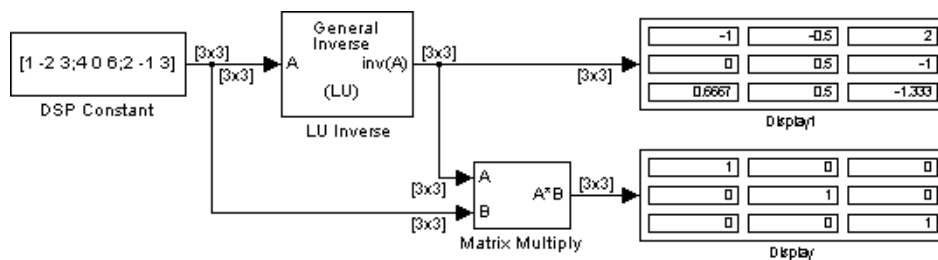 [1 -2 3;4 0 6;2 -1 3]
DSP Constant
[3x3]
[3x3]
General
Inverse
A
inv(A)
(LU)
LU Inverse
[3x3]
[3x3]
-1 -0.5 2
0 0.5 -1
0.6667 0.5 -1.333
Display1
[3x3]
[3x3]
A
B
A*B
Matrix Multiply
[3x3]
1 0 0
0 1 0
0 0 1
Display